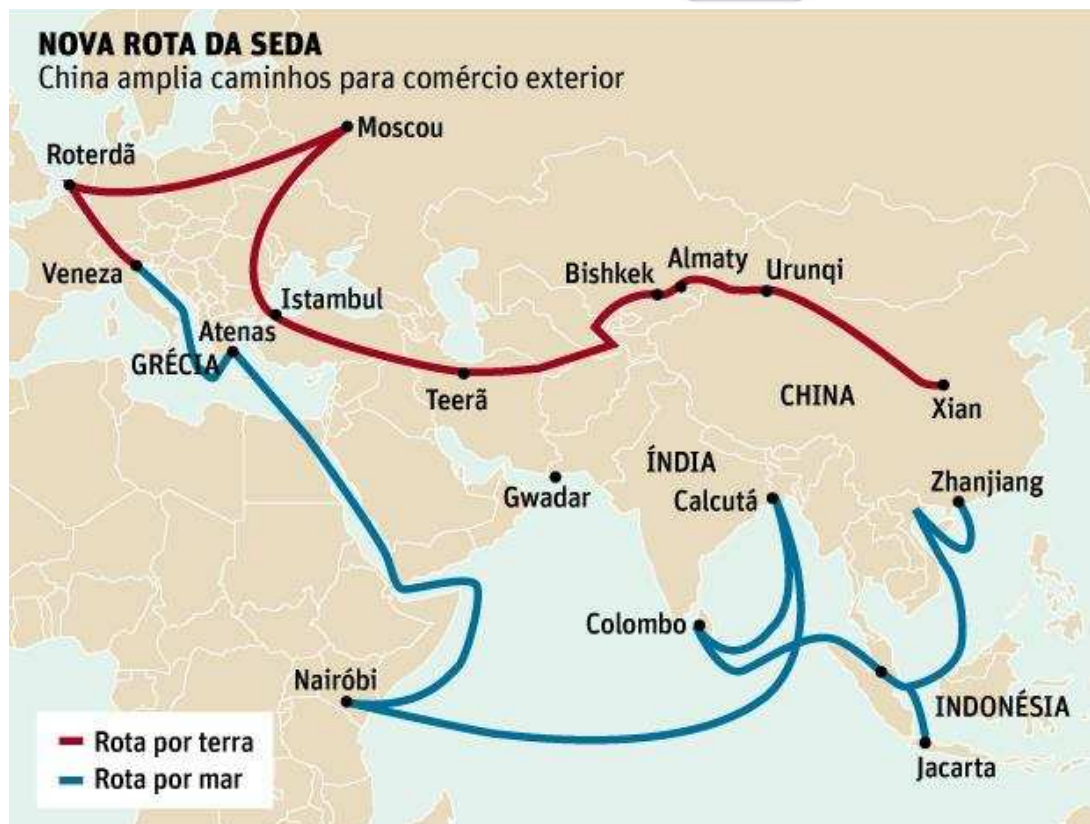 NOVA ROTA DA SEDA
China amplia caminhos para comércio exterior
Moscou
Roterdã
Veneza
Istambul
Atenas
GRÉCIA
Teerã
Bishkek
Almaty
Urunqi
CHINA
Xian
Gwadar
ÍNDIA
Calcutá
Zhanjiang
Colombo
Nairóbi
INDONÉSIA
Jacarta
Rota por terra
Rota por mar